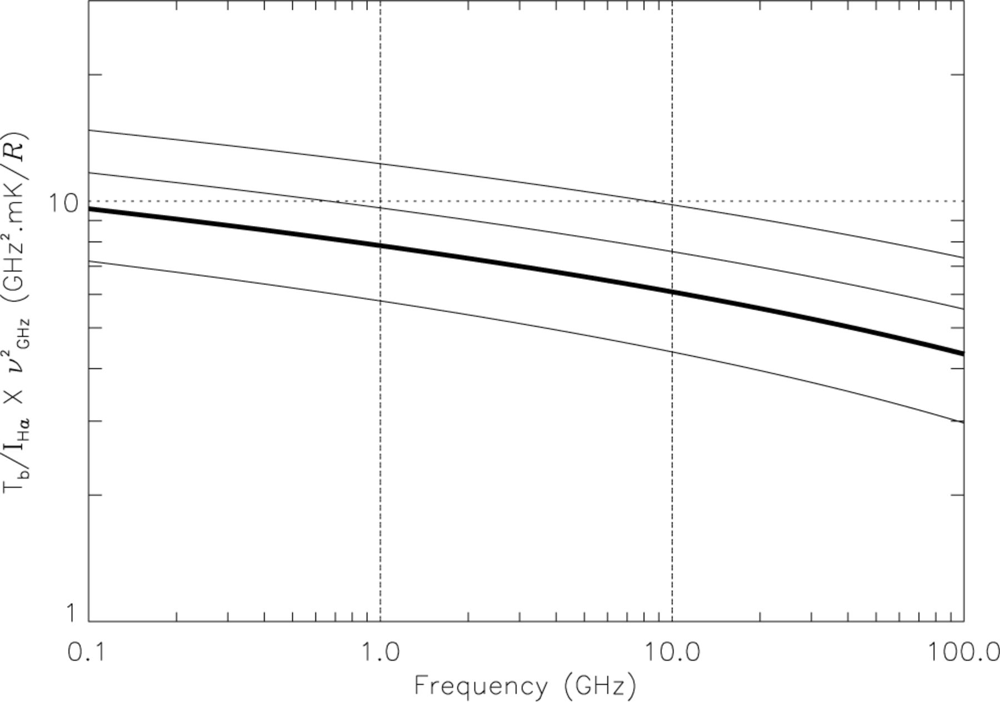 T_b/I_Hα X ν²_GHz (GHz².mK/R)
10
1
0.1 1.0 10.0 100.0
Frequency (GHz)